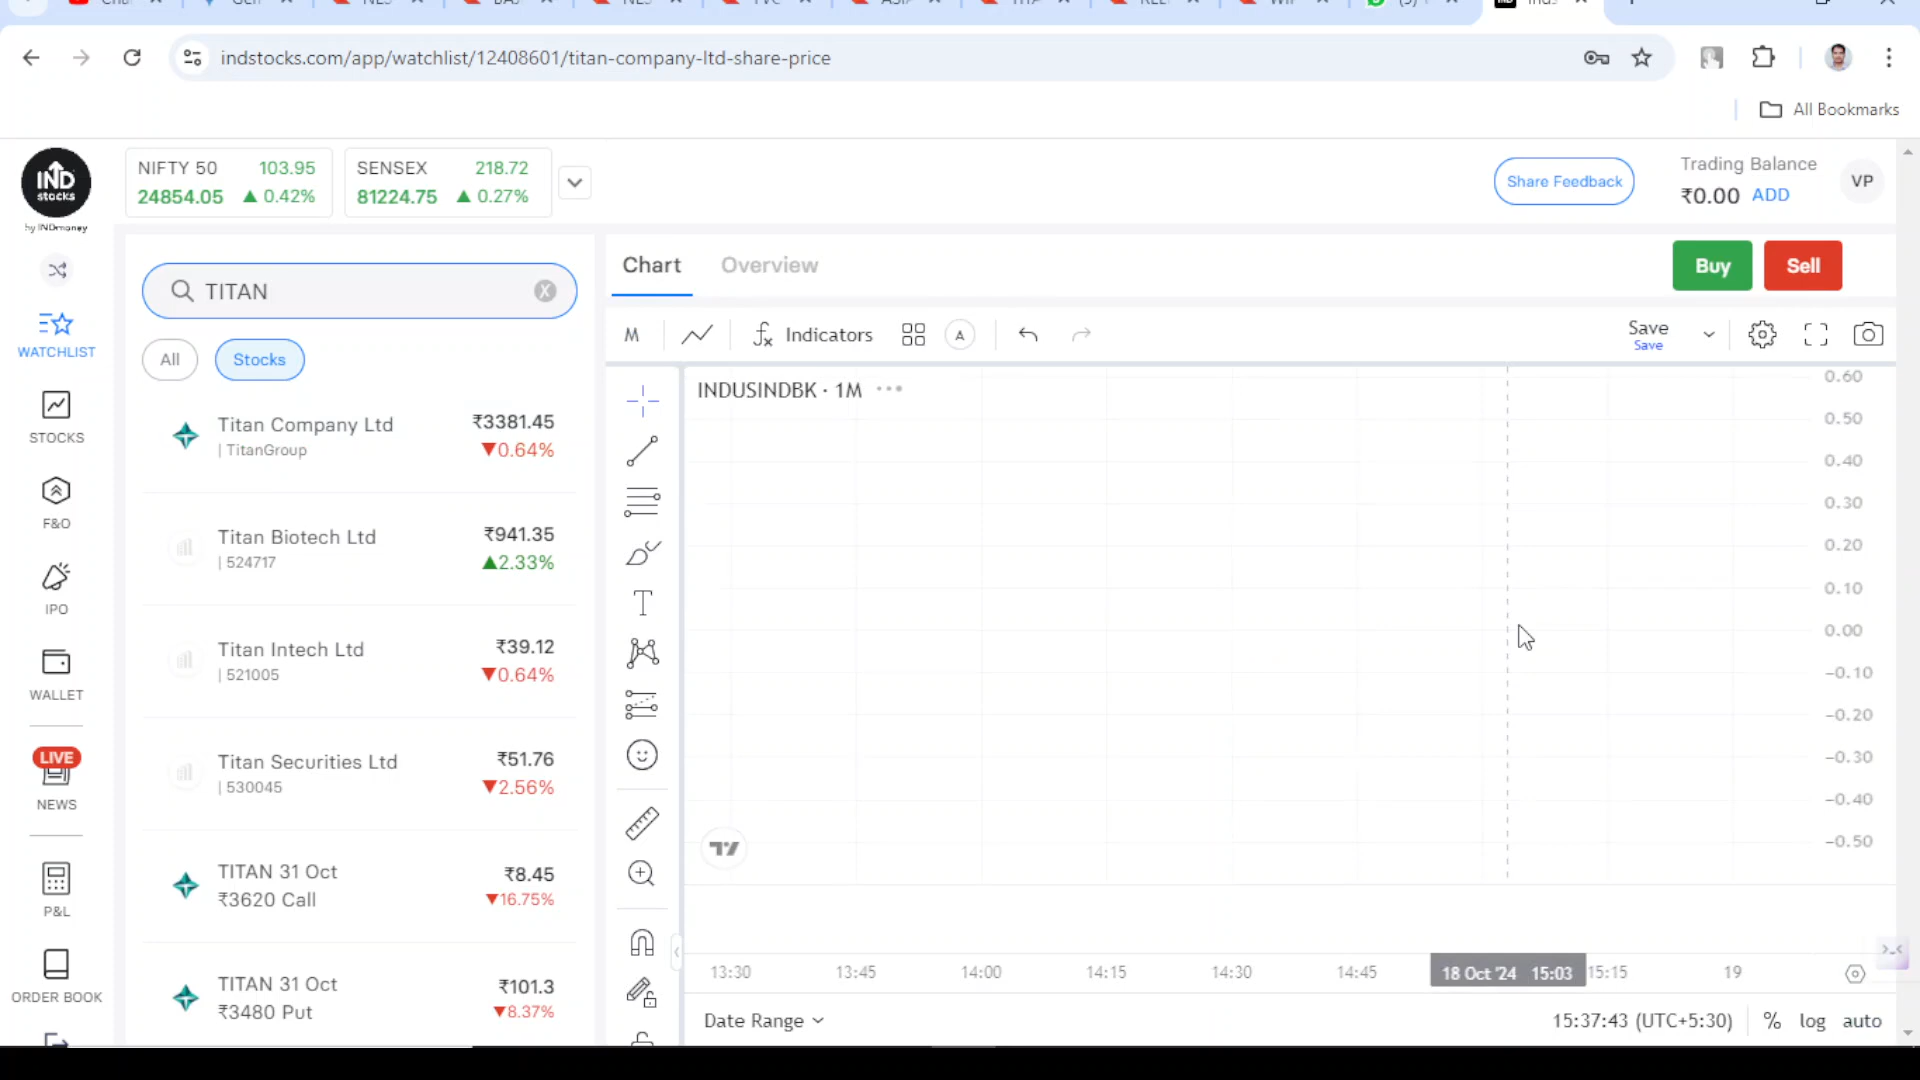 indstocks.com/app/watchlist/12408601/titan-company-ltd-share-price
All Bookmarks
IND
stocks
by INDmoney
NIFTY 50 103.95
24854.05 ▲ 0.42%
SENSEX 218.72
81224.75 ▲ 0.27%
Share Feedback
Trading Balance
₹0.00 ADD
VP
WATCHLIST
STOCKS
F&O
IPO
WALLET
LIVE
NEWS
P&L
ORDER BOOK
TITAN
All
Stocks
Titan Company Ltd ₹3381.45
| TitanGroup ▼0.64%
Titan Biotech Ltd ₹941.35
| 524717 ▲2.33%
Titan Intech Ltd ₹39.12
| 521005 ▼0.64%
Titan Securities Ltd ₹51.76
| 530045 ▼2.56%
TITAN 31 Oct ₹8.45
₹3620 Call ▼16.75%
TITAN 31 Oct ₹101.3
₹3480 Put ▼8.37%
Chart Overview
Buy Sell
M Indicators A
Save
Save
INDUSINDBK · 1M
0.60
0.50
0.40
0.30
0.20
0.10
0.00
−0.10
−0.20
−0.30
−0.40
−0.50
13:30 13:45 14:00 14:15 14:30 14:45 18 Oct '24 15:03 15:15 19
Date Range 15:37:43 (UTC+5:30) % log auto